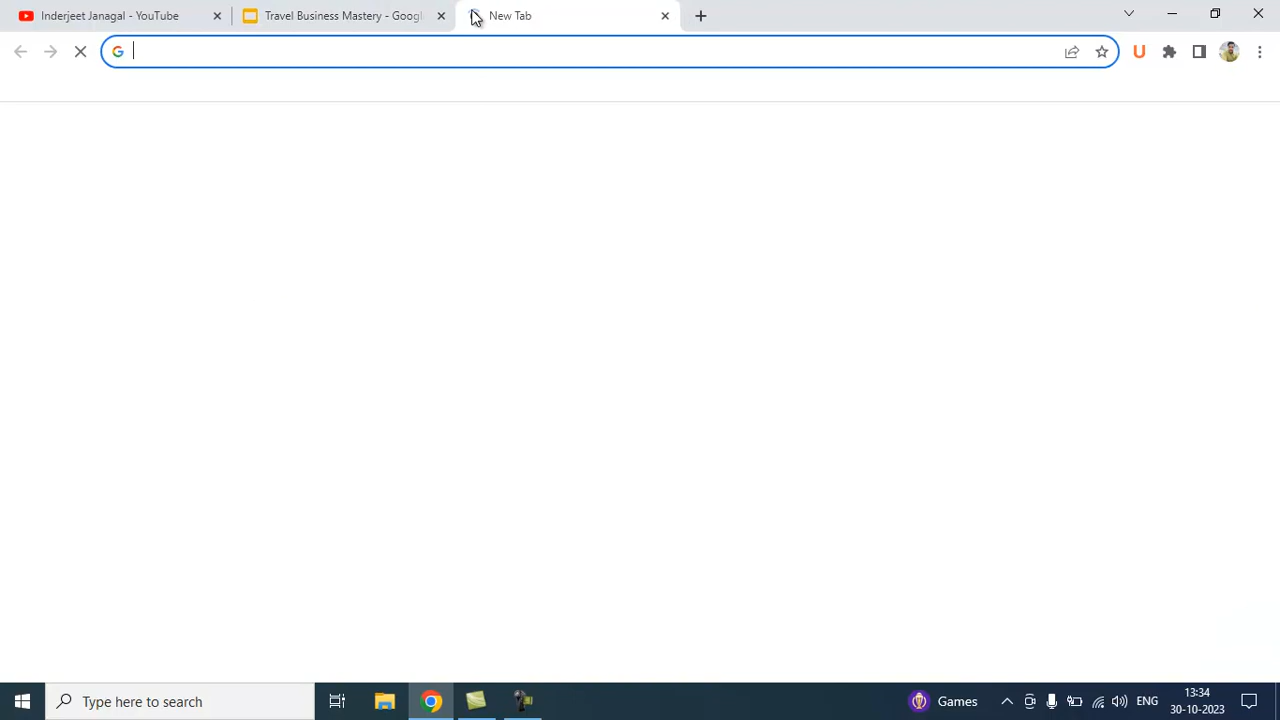 Inderjeet Janagal - YouTube
Travel Business Mastery - Googl
New Tab
U
Type here to search
Games
ENG
13:34
30-10-2023